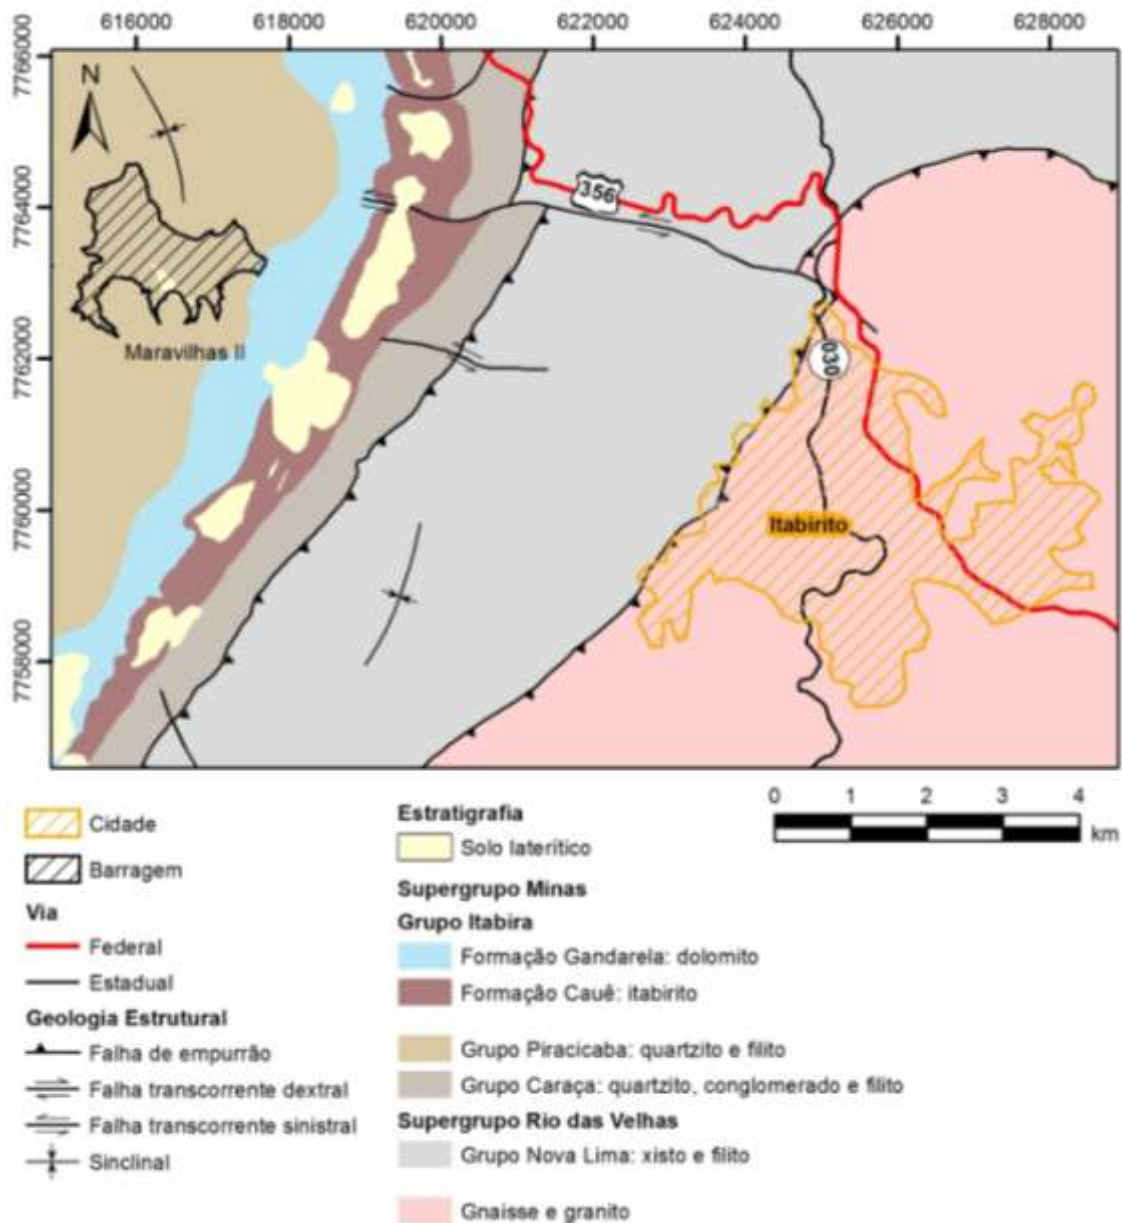 616000 618000 620000 622000 624000 626000 628000
7766000
7764000
7762000
7760000
7758000
N
356
Maravilhas II
030
Itabirito
0 1 2 3 4
km
Cidade
Barragem
Via
Federal
Estadual
Geologia Estrutural
Falha de empurrão
Falha transcorrente dextral
Falha transcorrente sinistral
Sinclinal
Estratigrafia
Solo laterítico
Supergrupo Minas
Grupo Itabira
Formação Gandarela: dolomito
Formação Cauê: itabirito
Grupo Piracicaba: quartzito e filito
Grupo Caraça: quartzito, conglomerado e filito
Supergrupo Rio das Velhas
Grupo Nova Lima: xisto e filito
Gnaisse e granito